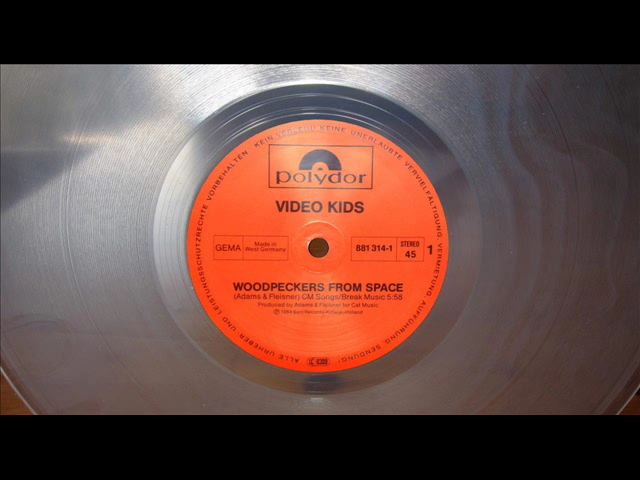 polydor
VIDEO KIDS
GEMA
Made in
West Germany
881 314-1
STEREO
45
1
WOODPECKERS FROM SPACE
(Adams & Fleisner) CM Songs/Break Music 5:58
Produced by Adams & Fleisner for Cat Music
ALLE URHEBER UND LEISTUNGSSCHUTZRECHTE VORBEHALTEN · KEIN VERLEIH! KEINE UNERLAUBTE VERVIELFÄLTIGUNG, VERMIETUNG, AUFFÜHRUNG, SENDUNG!